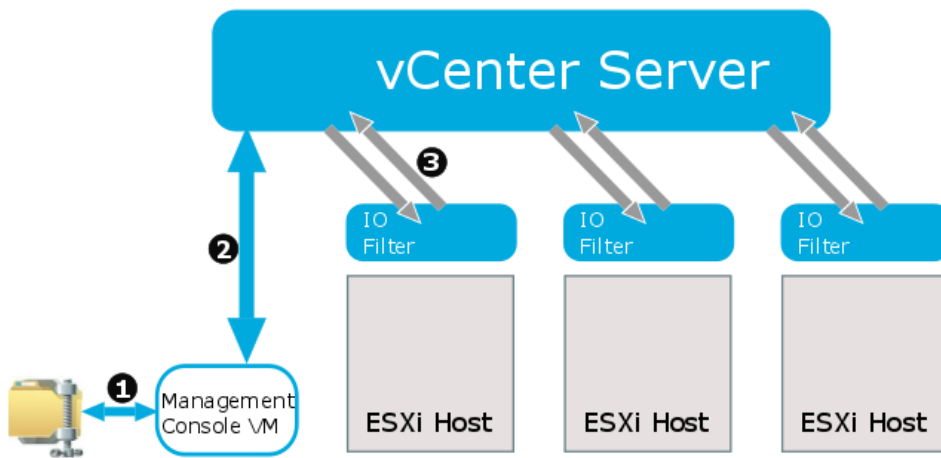 vCenter Server
3
IO
Filter
IO
Filter
IO
Filter
2
1
Management
Console VM
ESXi Host
ESXi Host
ESXi Host